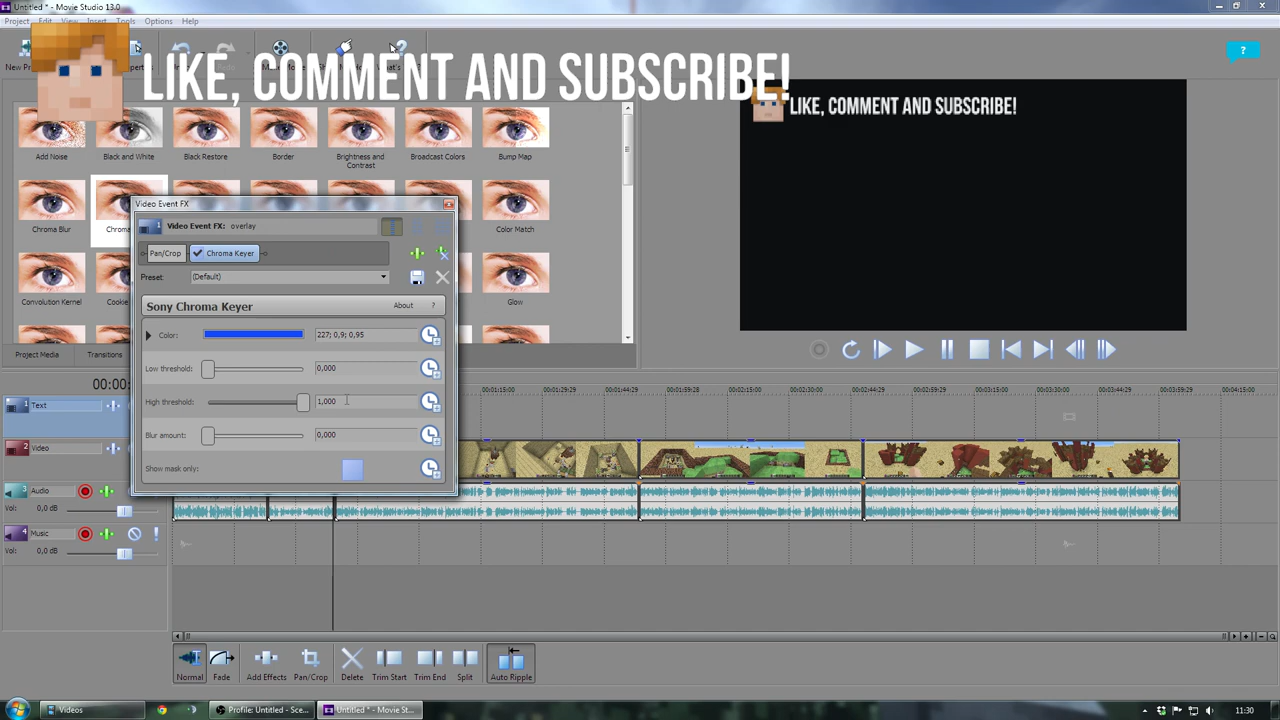 Untitled * - Movie Studio 13.0
Project Edit View Insert Tools Options Help
LIKE, COMMENT AND SUBSCRIBE!
LIKE, COMMENT AND SUBSCRIBE!
Add Noise
Black and White
Black Restore
Border
Brightness and
Contrast
Broadcast Colors
Bump Map
Chroma Blur
Chroma
Color Match
Convolution Kernel
Cookie
Glow
Project Media
Transitions
Video Event FX
Video Event FX: overlay
Pan/Crop
Chroma Keyer
Preset: (Default)
Sony Chroma Keyer
About ?
Color: 227; 0,9; 0,95
Low threshold: 0,000
High threshold: 1,000
Blur amount: 0,000
Show mask only:
00:00:
00:01:15:00 00:01:29:29 00:01:44:29 00:01:59:28 00:02:15:00 00:02:30:00 00:02:45:00 00:02:59:29 00:03:15:00 00:03:30:00 00:03:44:29 00:03:59:29 00:04:15:00
1 Text
2 Video
3 Audio
Vol: 0,0 dB
4 Music
Vol: 0,0 dB
Normal
Fade
Add Effects
Pan/Crop
Delete
Trim Start
Trim End
Split
Auto Ripple
Videos
Profile: Untitled - Sce...
Untitled * - Movie St...
11:30